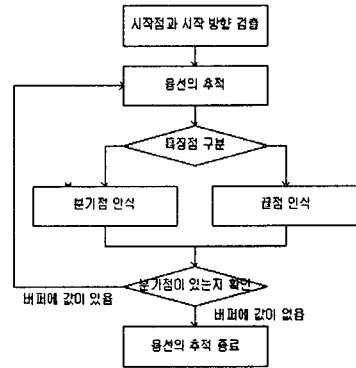 시작점과 시작 방향 검출
융선의 추적
특징점 구분
분기점 인식
끝점 인식
분기점이 있는지 확인
버퍼에 값이 있음
버퍼에 값이 없음
융선의 추적 종료